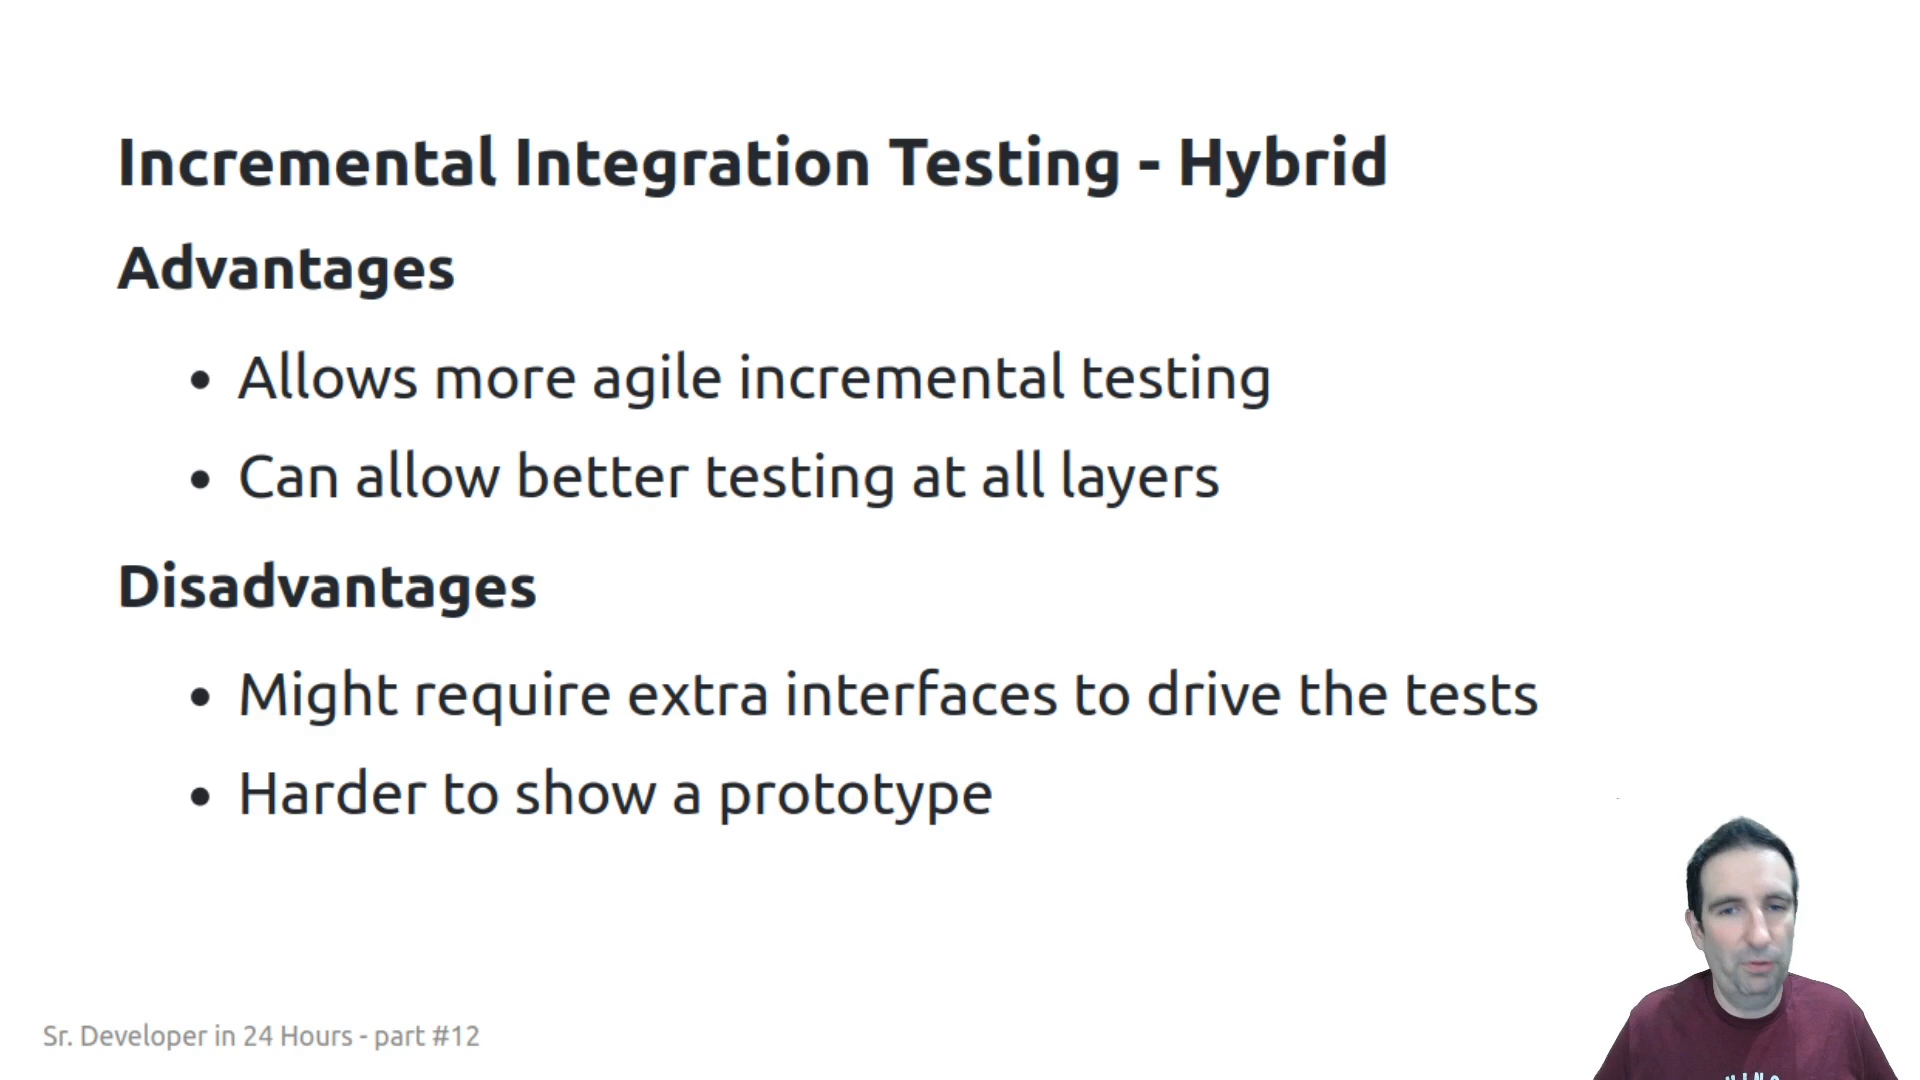 Incremental Integration Testing - Hybrid
Advantages
• Allows more agile incremental testing
• Can allow better testing at all layers
Disadvantages
• Might require extra interfaces to drive the tests
• Harder to show a prototype
Sr. Developer in 24 Hours - part #12